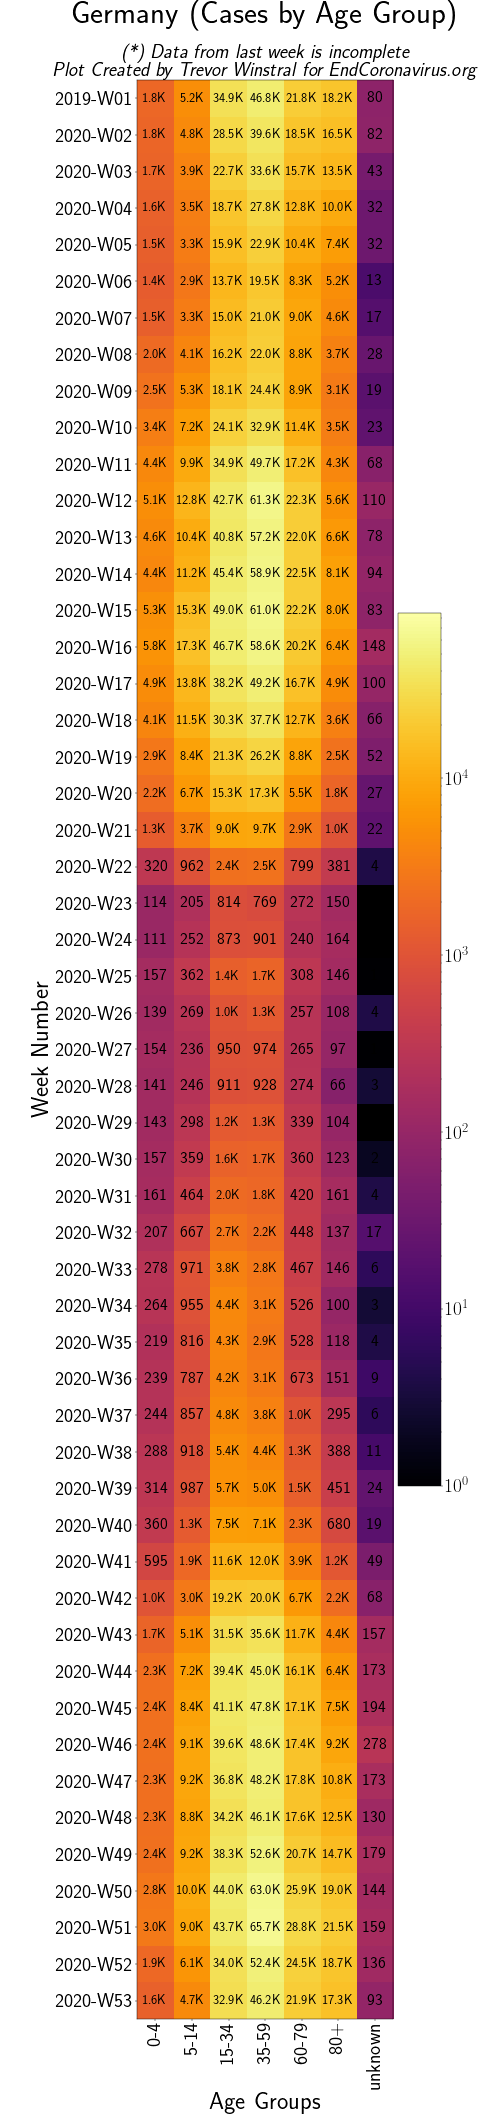 Germany (Cases by Age Group)
(*) Data from last week is incomplete
Plot Created by Trevor Winstral for EndCoronavirus.org
2019-W01 1.8K 5.2K 34.9K 46.8K 21.8K 18.2K 80
2020-W02 1.8K 4.8K 28.5K 39.6K 18.5K 16.5K 82
2020-W03 1.7K 3.9K 22.7K 33.6K 15.7K 13.5K 43
2020-W04 1.6K 3.5K 18.7K 27.8K 12.8K 10.0K 32
2020-W05 1.5K 3.3K 15.9K 22.9K 10.4K 7.4K 32
2020-W06 1.4K 2.9K 13.7K 19.5K 8.3K 5.2K 13
2020-W07 1.5K 3.3K 15.0K 21.0K 9.0K 4.6K 17
2020-W08 2.0K 4.1K 16.2K 22.0K 8.8K 3.7K 28
2020-W09 2.5K 5.3K 18.1K 24.4K 8.9K 3.1K 19
2020-W10 3.4K 7.2K 24.1K 32.9K 11.4K 3.5K 23
2020-W11 4.4K 9.9K 34.9K 49.7K 17.2K 4.3K 68
2020-W12 5.1K 12.8K 42.7K 61.3K 22.3K 5.6K 110
2020-W13 4.6K 10.4K 40.8K 57.2K 22.0K 6.6K 78
2020-W14 4.4K 11.2K 45.4K 58.9K 22.5K 8.1K 94
2020-W15 5.3K 15.3K 49.0K 61.0K 22.2K 8.0K 83
2020-W16 5.8K 17.3K 46.7K 58.6K 20.2K 6.4K 148
2020-W17 4.9K 13.8K 38.2K 49.2K 16.7K 4.9K 100
2020-W18 4.1K 11.5K 30.3K 37.7K 12.7K 3.6K 66
2020-W19 2.9K 8.4K 21.3K 26.2K 8.8K 2.5K 52
2020-W20 2.2K 6.7K 15.3K 17.3K 5.5K 1.8K 27
2020-W21 1.3K 3.7K 9.0K 9.7K 2.9K 1.0K 22
2020-W22 320 962 2.4K 2.5K 799 381 4
2020-W23 114 205 814 769 272 150
2020-W24 111 252 873 901 240 164
2020-W25 157 362 1.4K 1.7K 308 146
2020-W26 139 269 1.0K 1.3K 257 108 4
2020-W27 154 236 950 974 265 97
2020-W28 141 246 911 928 274 66 3
2020-W29 143 298 1.2K 1.3K 339 104
2020-W30 157 359 1.6K 1.7K 360 123 2
2020-W31 161 464 2.0K 1.8K 420 161 4
2020-W32 207 667 2.7K 2.2K 448 137 17
2020-W33 278 971 3.8K 2.8K 467 146 6
2020-W34 264 955 4.4K 3.1K 526 100 3
2020-W35 219 816 4.3K 2.9K 528 118 4
2020-W36 239 787 4.2K 3.1K 673 151 9
2020-W37 244 857 4.8K 3.8K 1.0K 295 6
2020-W38 288 918 5.4K 4.4K 1.3K 388 11
2020-W39 314 987 5.7K 5.0K 1.5K 451 24
2020-W40 360 1.3K 7.5K 7.1K 2.3K 680 19
2020-W41 595 1.9K 11.6K 12.0K 3.9K 1.2K 49
2020-W42 1.0K 3.0K 19.2K 20.0K 6.7K 2.2K 68
2020-W43 1.7K 5.1K 31.5K 35.6K 11.7K 4.4K 157
2020-W44 2.3K 7.2K 39.4K 45.0K 16.1K 6.4K 173
2020-W45 2.4K 8.4K 41.1K 47.8K 17.1K 7.5K 194
2020-W46 2.4K 9.1K 39.6K 48.6K 17.4K 9.2K 278
2020-W47 2.3K 9.2K 36.8K 48.2K 17.8K 10.8K 173
2020-W48 2.3K 8.8K 34.2K 46.1K 17.6K 12.5K 130
2020-W49 2.4K 9.2K 38.3K 52.6K 20.7K 14.7K 179
2020-W50 2.8K 10.0K 44.0K 63.0K 25.9K 19.0K 144
2020-W51 3.0K 9.0K 43.7K 65.7K 28.8K 21.5K 159
2020-W52 1.9K 6.1K 34.0K 52.4K 24.5K 18.7K 136
2020-W53 1.6K 4.7K 32.9K 46.2K 21.9K 17.3K 93
0-4 5-14 15-34 35-59 60-79 80+ unknown
Age Groups
Week Number
10⁴
10³
10²
10¹
10⁰